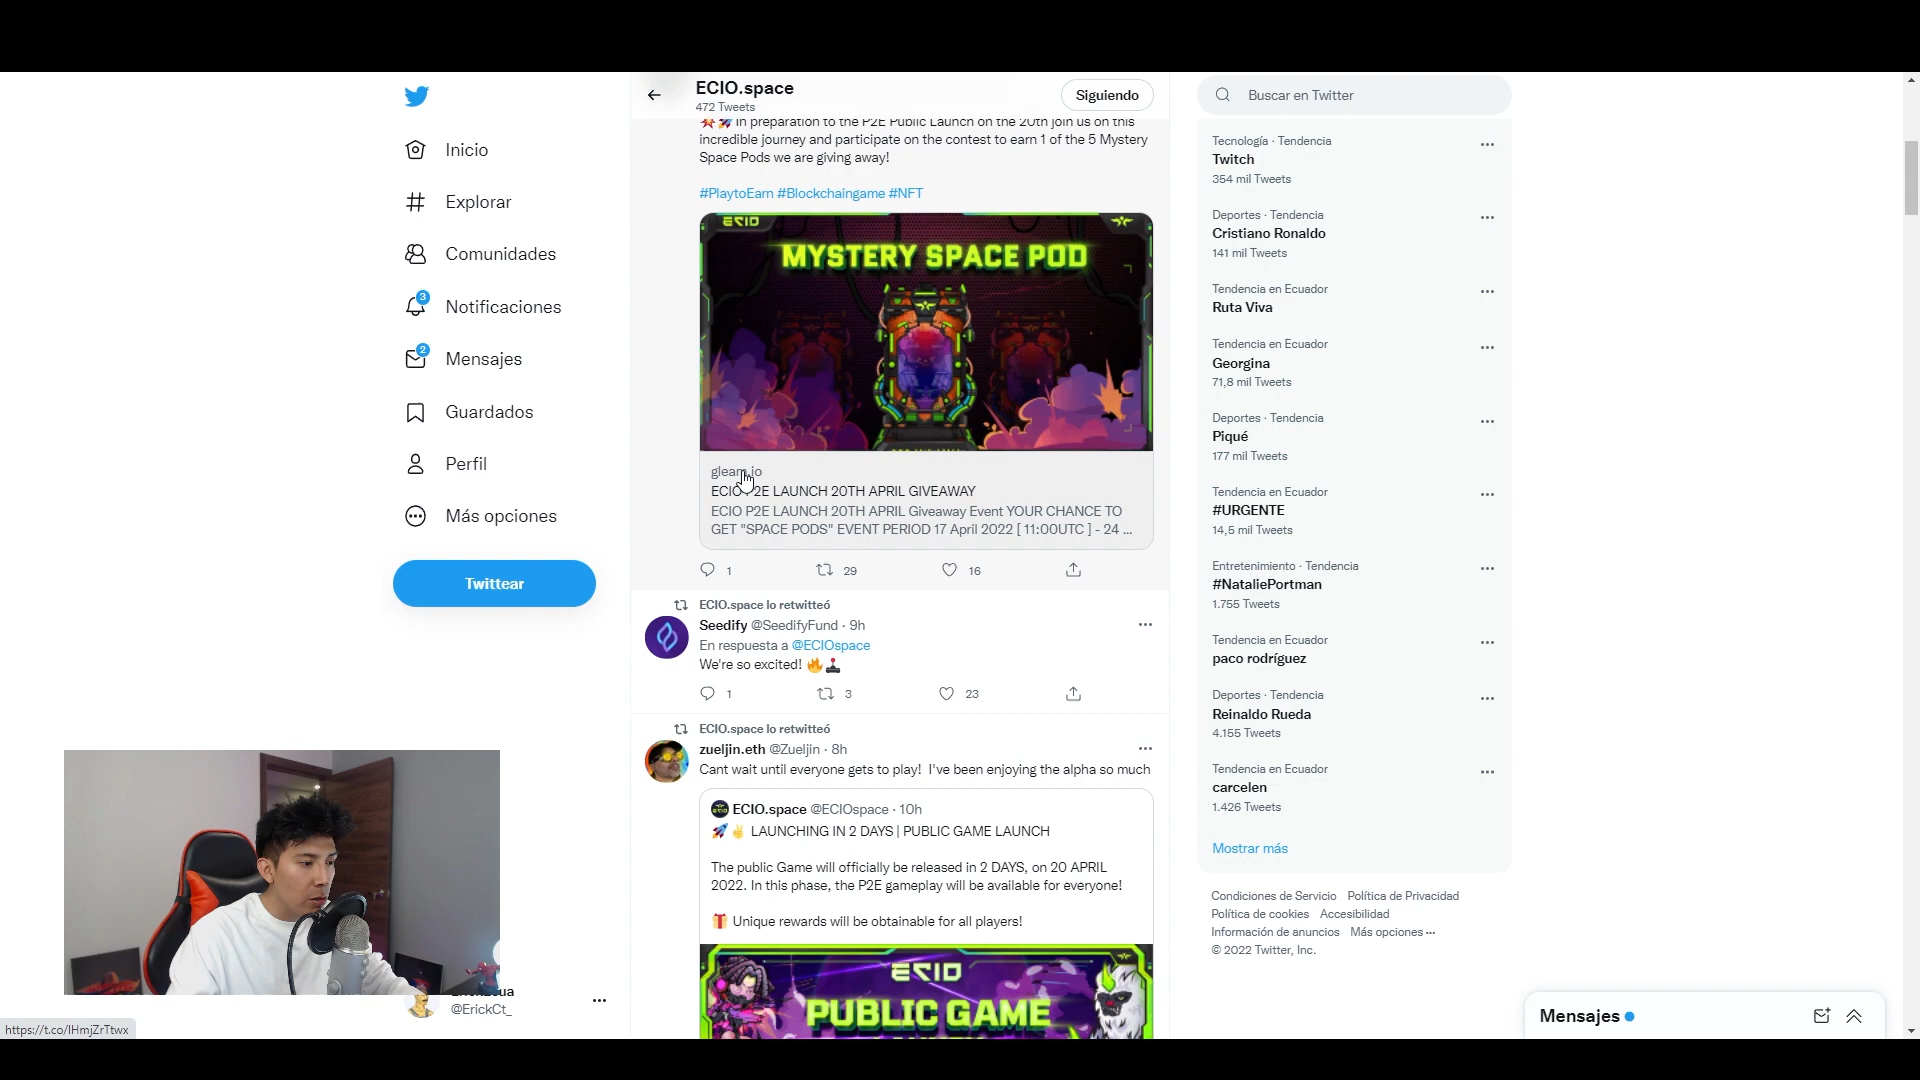 Inicio
Explorar
Comunidades
3
Notificaciones
2
Mensajes
Guardados
Perfil
Más opciones
Twittear
@ErickCt_
https://t.co/IHmjZrTtwx
ECIO.space
472 Tweets
Siguiendo
in preparation to the P2E Public Launch on the 20th join us on this
incredible journey and participate on the contest to earn 1 of the 5 Mystery
Space Pods we are giving away!
#PlaytoEarn #Blockchaingame #NFT
ECIO
MYSTERY SPACE POD
gleam.io
ECIO P2E LAUNCH 20TH APRIL GIVEAWAY
ECIO P2E LAUNCH 20TH APRIL Giveaway Event YOUR CHANCE TO
GET "SPACE PODS" EVENT PERIOD 17 April 2022 [ 11:00UTC ] - 24 ...
1 29 16
ECIO.space lo retwitteó
Seedify @SeedifyFund · 9h
En respuesta a @ECIOspace
We're so excited! 🔥🕹️
1 3 23
ECIO.space lo retwitteó
zueljin.eth @Zueljin · 8h
Cant wait until everyone gets to play! I've been enjoying the alpha so much
ECIO.space @ECIOspace · 10h
🚀✌️ LAUNCHING IN 2 DAYS | PUBLIC GAME LAUNCH
The public Game will officially be released in 2 DAYS, on 20 APRIL
2022. In this phase, the P2E gameplay will be available for everyone!
🎁 Unique rewards will be obtainable for all players!
ECIO
PUBLIC GAME
Buscar en Twitter
Tecnología · Tendencia
Twitch
354 mil Tweets
Deportes · Tendencia
Cristiano Ronaldo
141 mil Tweets
Tendencia en Ecuador
Ruta Viva
Tendencia en Ecuador
Georgina
71,8 mil Tweets
Deportes · Tendencia
Piqué
177 mil Tweets
Tendencia en Ecuador
#URGENTE
14,5 mil Tweets
Entretenimiento · Tendencia
#NataliePortman
1.755 Tweets
Tendencia en Ecuador
paco rodríguez
Deportes · Tendencia
Reinaldo Rueda
4.155 Tweets
Tendencia en Ecuador
carcelen
1.426 Tweets
Mostrar más
Condiciones de Servicio Política de Privacidad
Política de cookies Accesibilidad
Información de anuncios Más opciones ···
© 2022 Twitter, Inc.
Mensajes